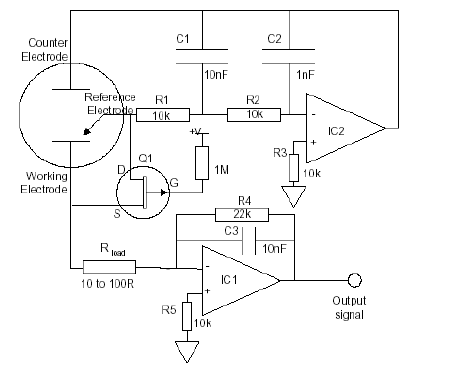 C1
C2
Counter
Electrode
10nF
1nF
Reference
Electrode
R1
10k
R2
10k
-
+
IC2
+V
R3
10k
Q1
D
G
S
1M
Working
Electrode
R4
22k
C3
10nF
R load
10 to 100R
-
+
IC1
R5
10k
Output
signal